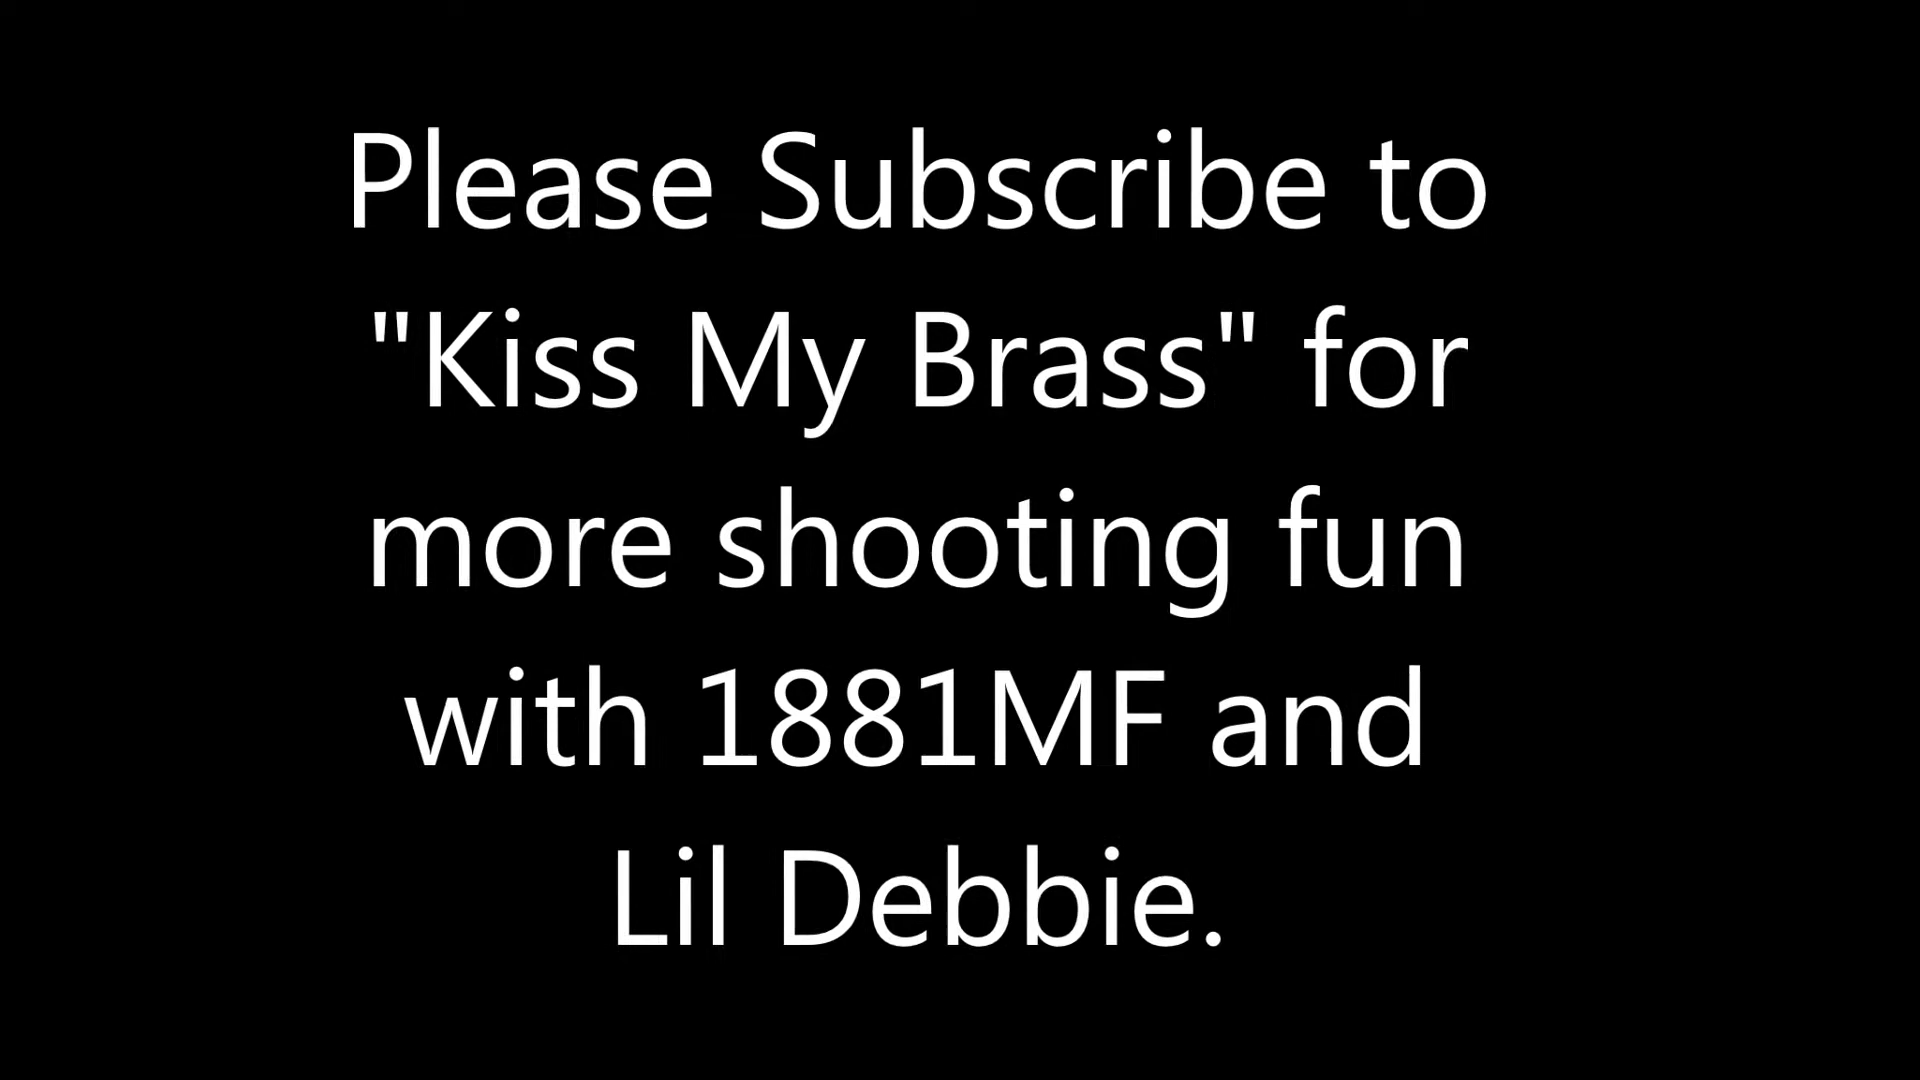 Please Subscribe to
"Kiss My Brass" for
more shooting fun
with 1881MF and
Lil Debbie.